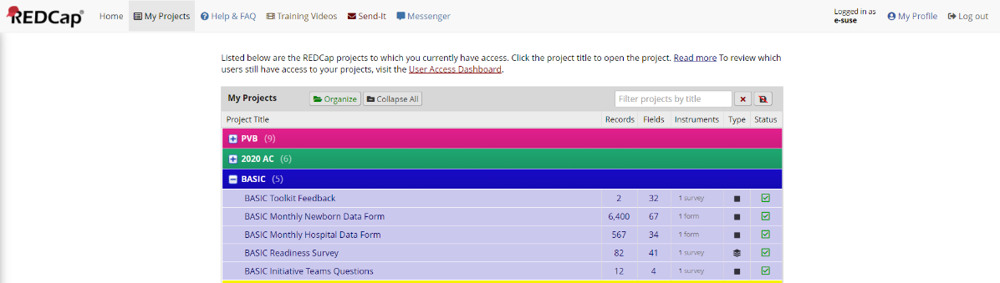 REDCap Home My Projects Help & FAQ Training Videos Send-It Messenger Logged in as e-suse My Profile Log out
Listed below are the REDCap projects to which you currently have access. Click the project title to open the project. Read more To review which
users still have access to your projects, visit the User Access Dashboard.
My Projects Organize Collapse All Filter projects by title
Project Title Records Fields Instruments Type Status
PVB (9)
2020 AC (6)
BASIC (5)
BASIC Toolkit Feedback 2 32 1 survey
BASIC Monthly Newborn Data Form 6,400 67 1 form
BASIC Monthly Hospital Data Form 567 34 1 form
BASIC Readiness Survey 82 41 1 survey
BASIC Initiative Teams Questions 12 4 1 survey